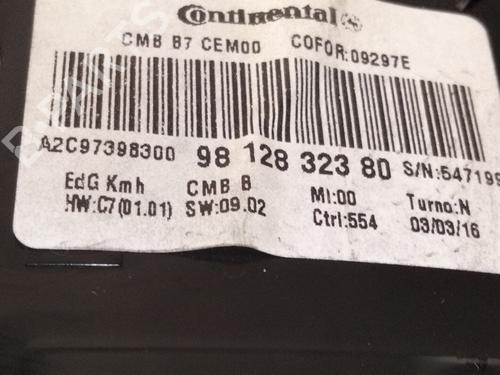 Continental
CMB B7 CEM00 COFOR:09297E
A2C97398300 98 128 323 80 S/N:547199
EdG Kmh CMB B MI:00 Turno:N
HW:C7(01.01) SW:09.02 Ctrl:554 03/03/16
B-PARTS